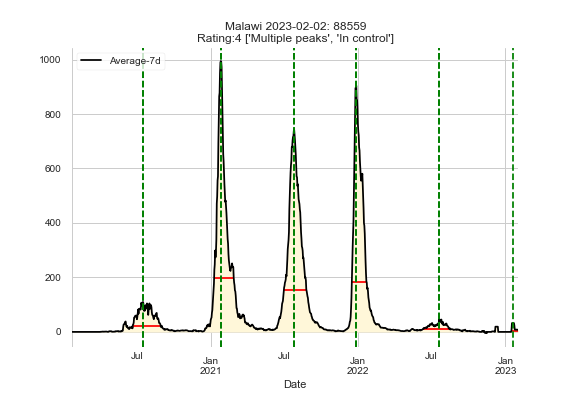 Malawi 2023-02-02: 88559
Rating:4 ['Multiple peaks', 'In control']
Average-7d
1000
800
600
400
200
0
Jul
Jan
2021
Jul
Jan
2022
Jul
Jan
2023
Date